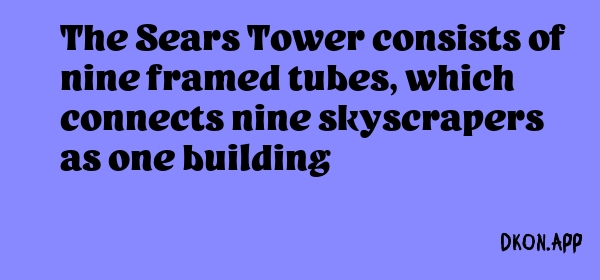 The Sears Tower consists of
nine framed tubes, which
connects nine skyscrapers
as one building
DKON.APP